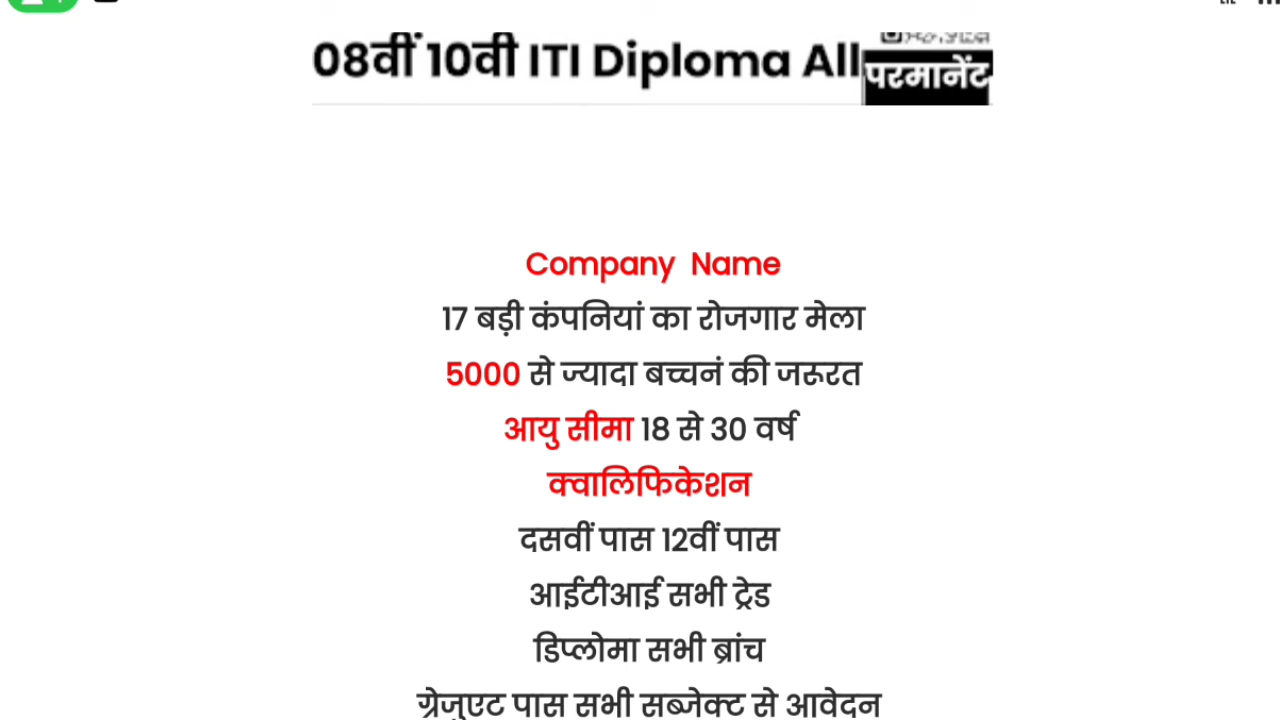 08वीं 10वी ITI Diploma All
परमानेंट
Company Name
17 बड़ी कंपनियां का रोजगार मेला
5000 से ज्यादा बच्चनं की जरूरत
आयु सीमा 18 से 30 वर्ष
क्वालिफिकेशन
दसवीं पास 12वीं पास
आईटीआई सभी ट्रेड
डिप्लोमा सभी ब्रांच
ग्रेजुएट पास सभी सब्जेक्ट से आवेदन